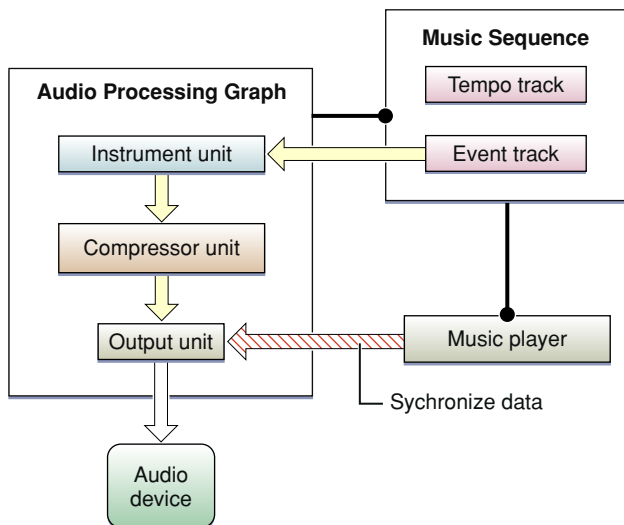 Music Sequence
Tempo track
Event track
Audio Processing Graph
Instrument unit
Compressor unit
Output unit
Music player
Sychronize data
Audio
device